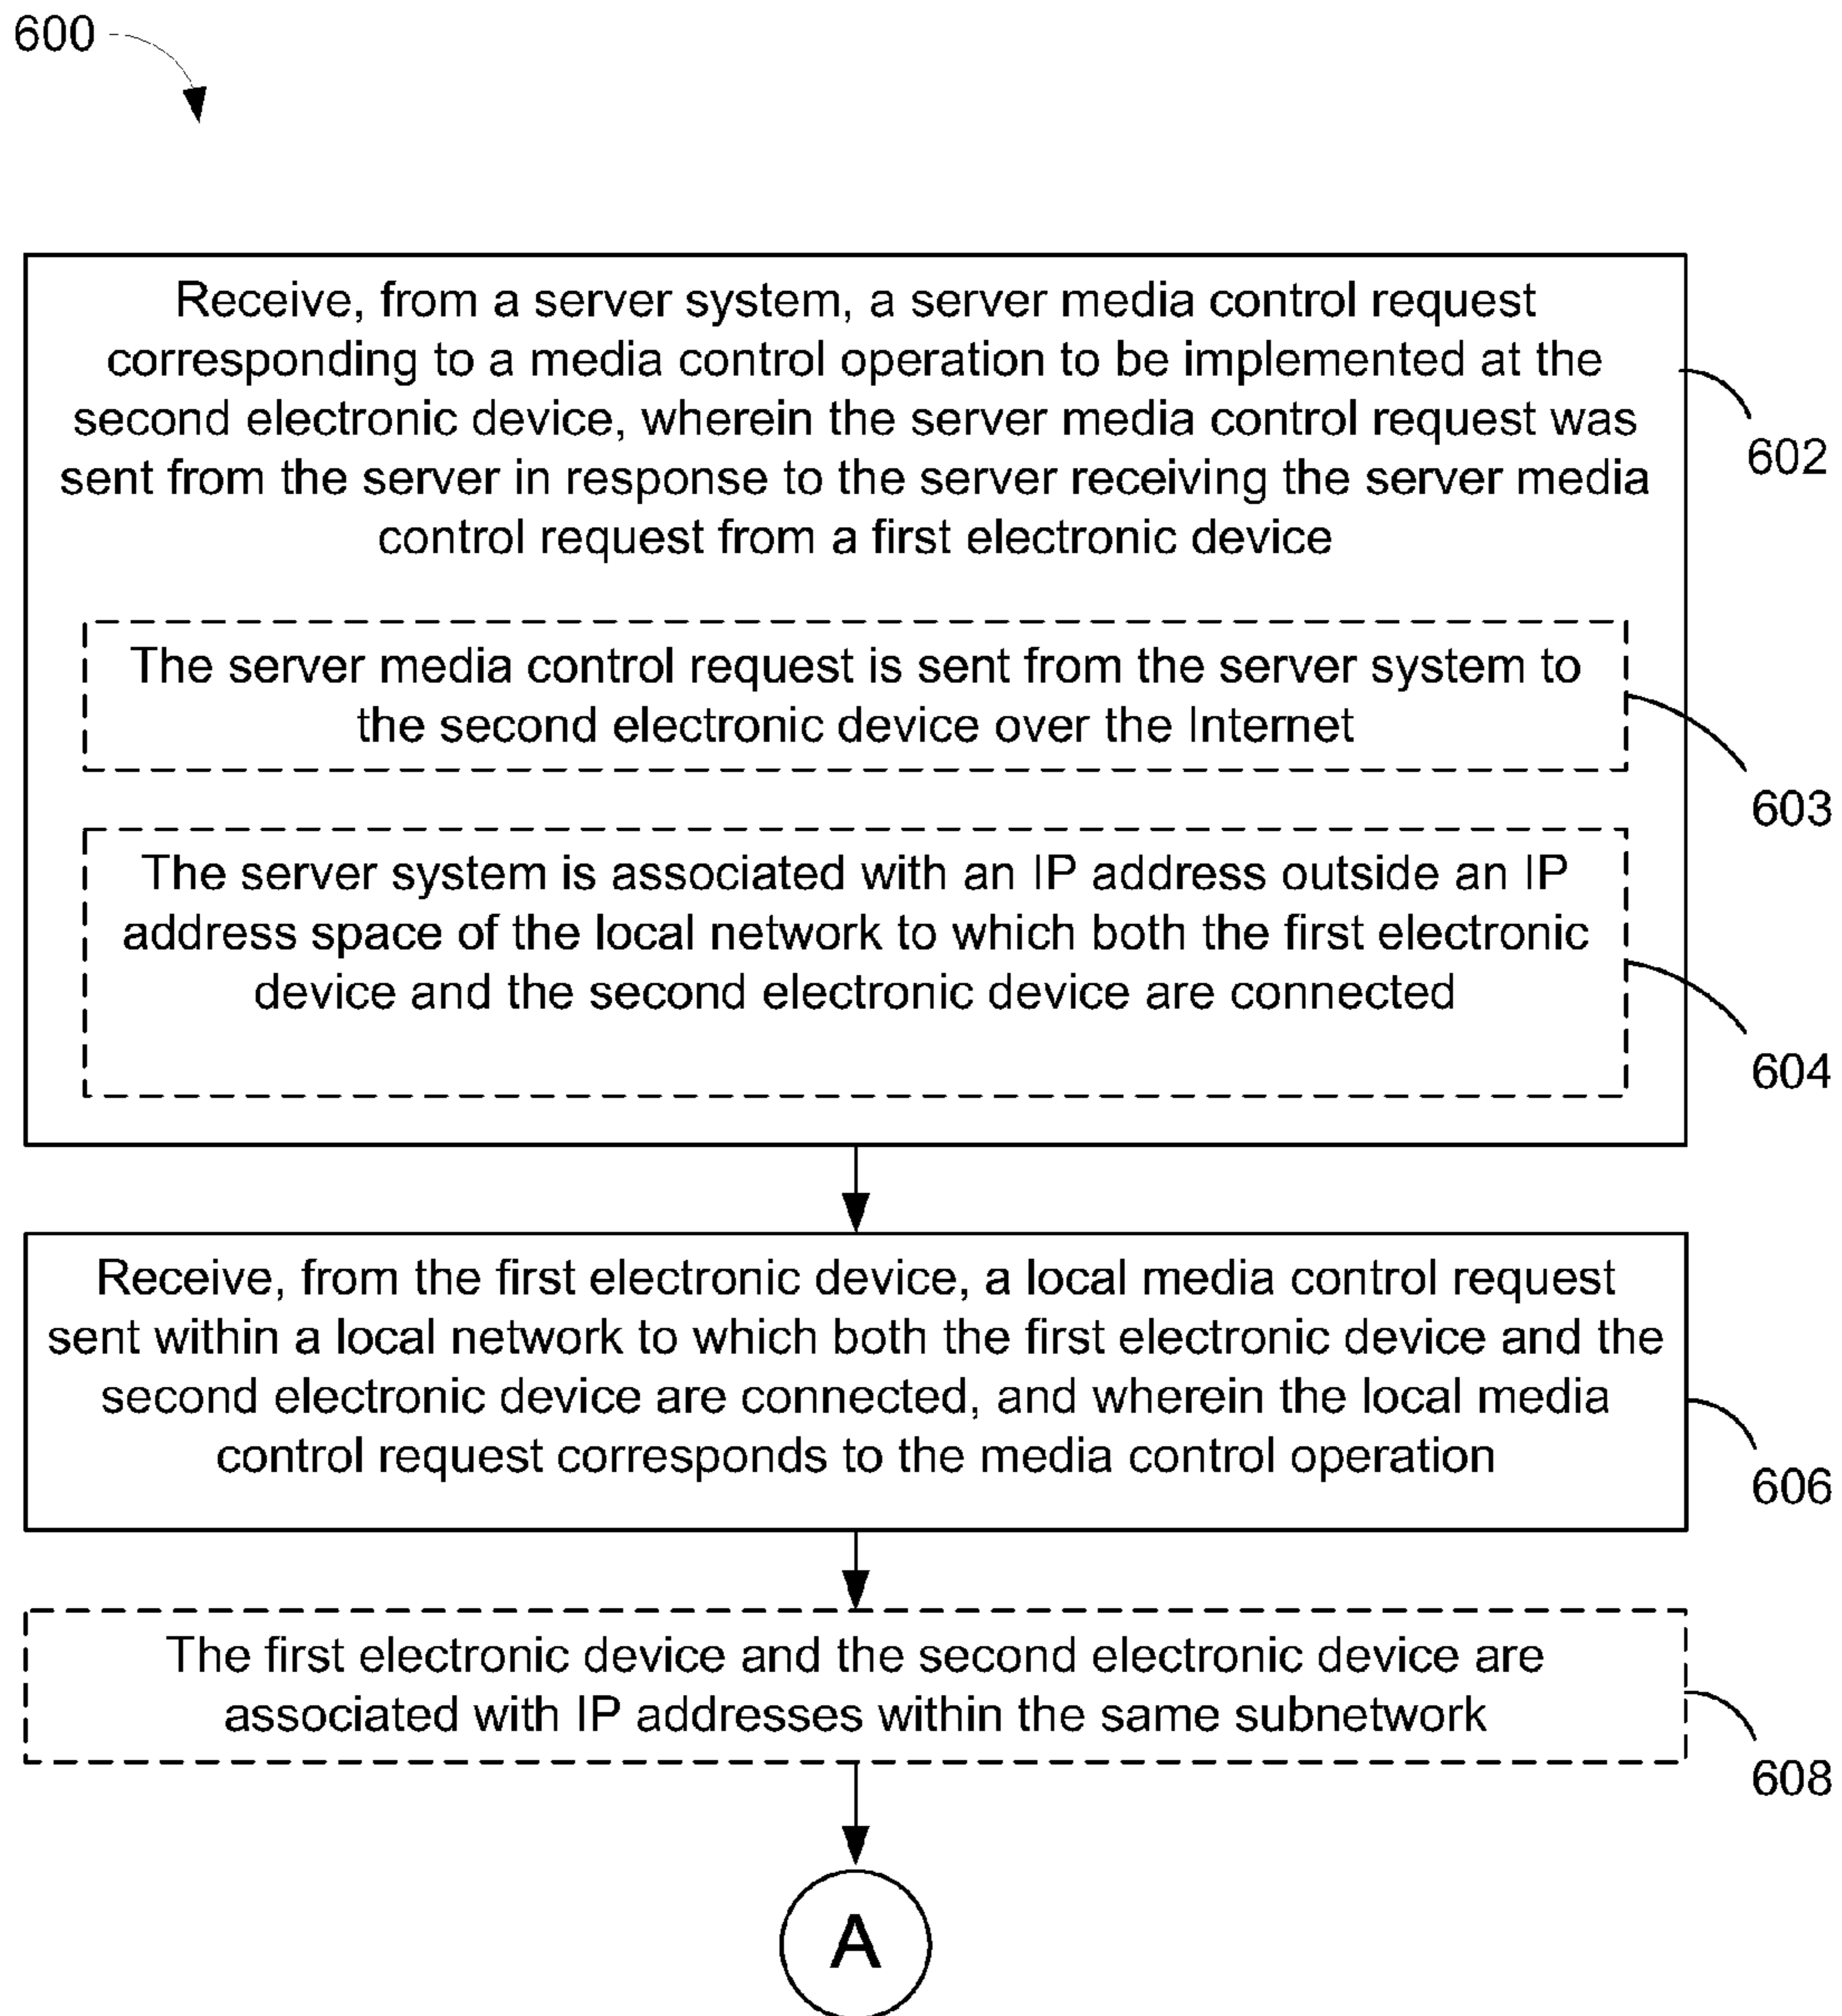 600
Receive, from a server system, a server media control request
corresponding to a media control operation to be implemented at the
second electronic device, wherein the server media control request was
sent from the server in response to the server receiving the server media
control request from a first electronic device
602
The server media control request is sent from the server system to
the second electronic device over the Internet
603
The server system is associated with an IP address outside an IP
address space of the local network to which both the first electronic
device and the second electronic device are connected
604
Receive, from the first electronic device, a local media control request
sent within a local network to which both the first electronic device and the
second electronic device are connected, and wherein the local media
control request corresponds to the media control operation
606
The first electronic device and the second electronic device are
associated with IP addresses within the same subnetwork
608
A